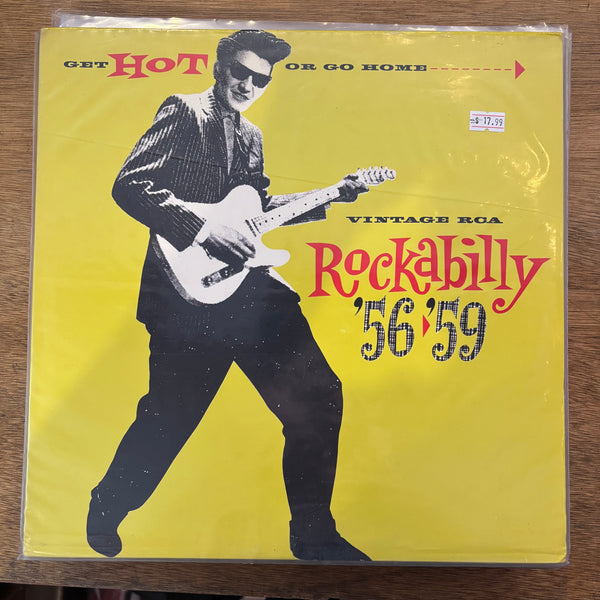 GET HOT OR GO HOME
$ 17.99
VINTAGE RCA
Rockabilly
'56 '59